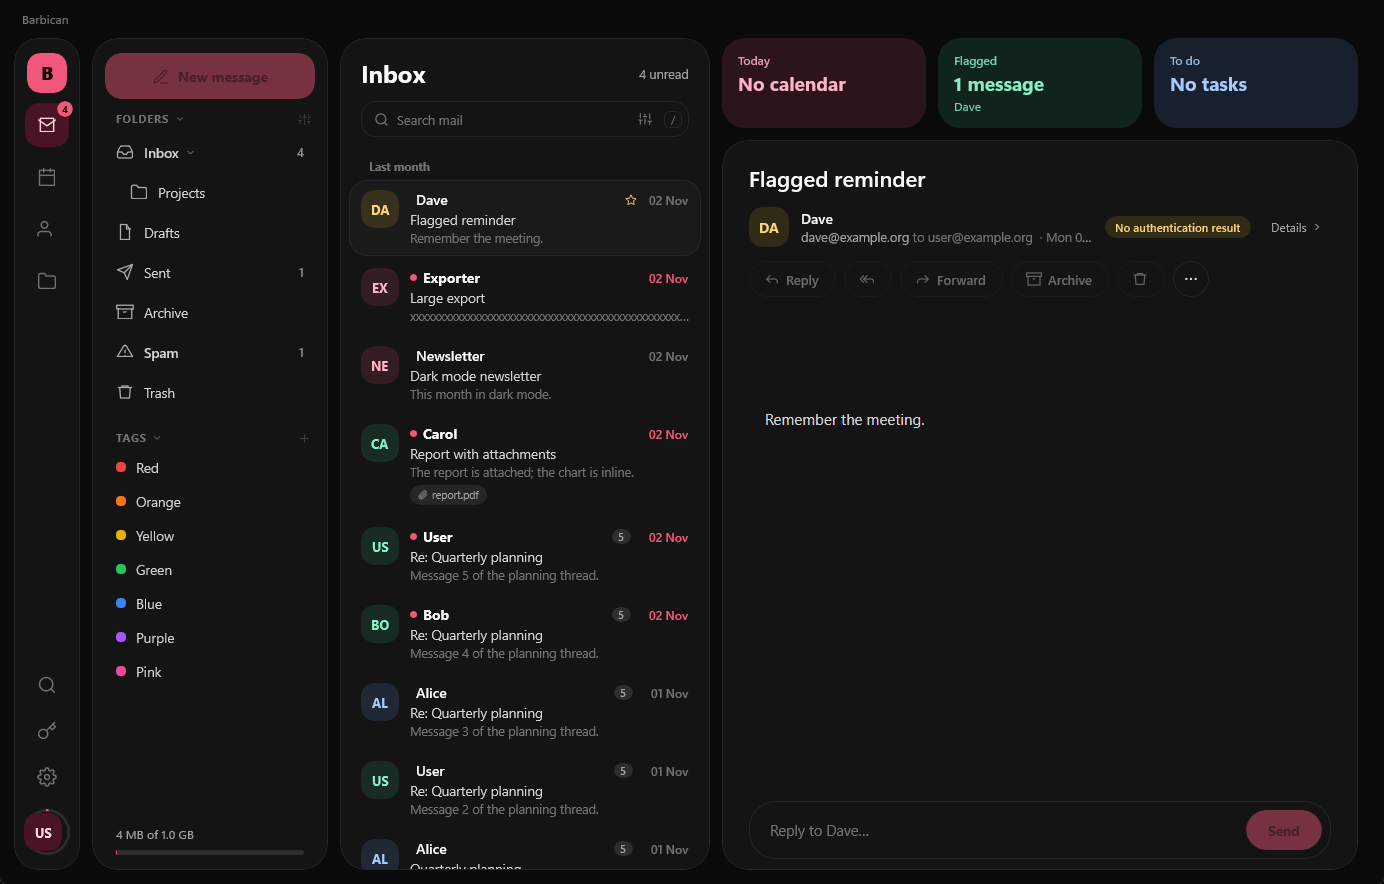 Barbican
B
4
New message
FOLDERS
Inbox 4
Projects
Drafts
Sent 1
Archive
Spam 1
Trash
TAGS
Red
Orange
Yellow
Green
Blue
Purple
Pink
4 MB of 1.0 GB
US
Inbox 4 unread
Search mail /
Last month
DA Dave 02 Nov
Flagged reminder
Remember the meeting.
EX Exporter 02 Nov
Large export
NE Newsletter 02 Nov
Dark mode newsletter
This month in dark mode.
CA Carol 02 Nov
Report with attachments
The report is attached; the chart is inline.
report.pdf
US User 5 02 Nov
Re: Quarterly planning
Message 5 of the planning thread.
BO Bob 5 02 Nov
Re: Quarterly planning
Message 4 of the planning thread.
AL Alice 5 01 Nov
Re: Quarterly planning
Message 3 of the planning thread.
US User 5 01 Nov
Re: Quarterly planning
Message 2 of the planning thread.
AL Alice 5 01 Nov
Quarterly planning
Today
No calendar
Flagged
1 message
Dave
To do
No tasks
Flagged reminder
DA Dave
dave@example.org to user@example.org · Mon 0...
No authentication result
Details
Reply
Forward
Archive
Remember the meeting.
Reply to Dave...
Send